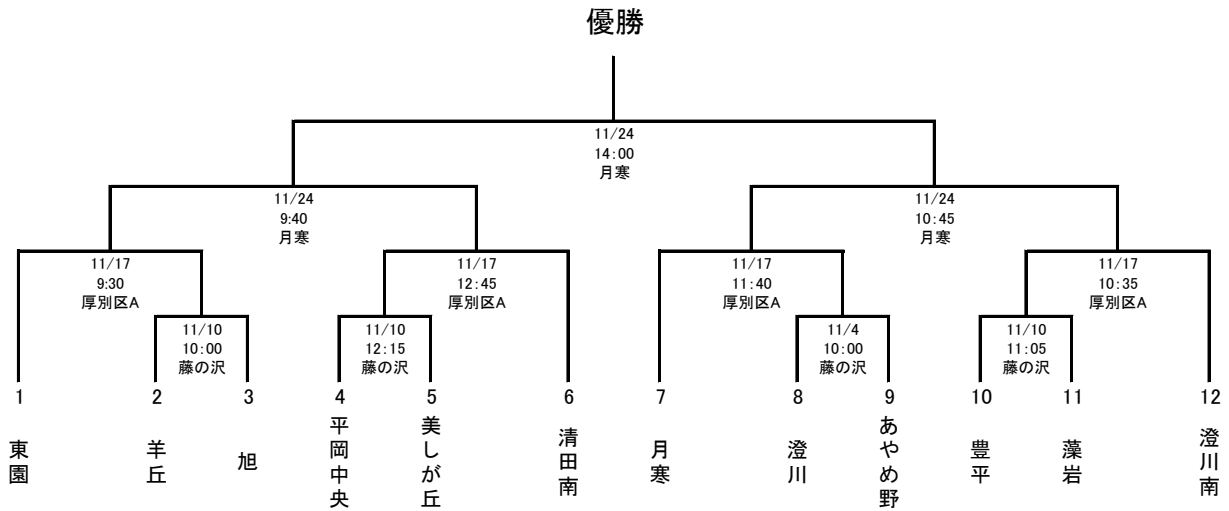 優勝
11/24
14:00
月寒
11/24
9:40
月寒
11/24
10:45
月寒
11/17
9:30
厚別区A
11/17
12:45
厚別区A
11/17
11:40
厚別区A
11/17
10:35
厚別区A
11/10
10:00
藤の沢
11/10
12:15
藤の沢
11/4
10:00
藤の沢
11/10
11:05
藤の沢
1
2
3
4
5
6
7
8
9
10
11
12
東園
羊丘
旭
平岡中央
美しが丘
清田南
月寒
澄川
あやめ野
豊平
藻岩
澄川南